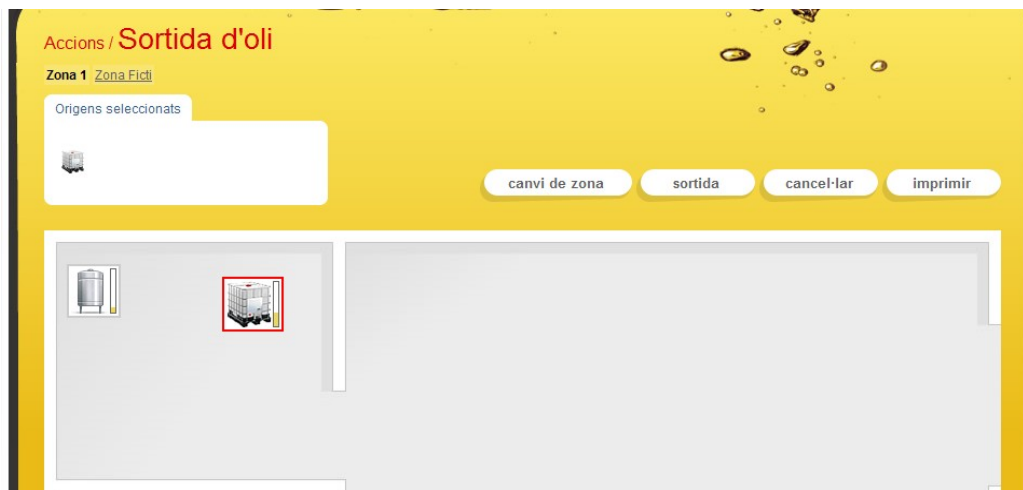 Accions / Sortida d'oli
Zona 1 Zona Ficti
Origens seleccionats
canvi de zona sortida cancel·lar imprimir